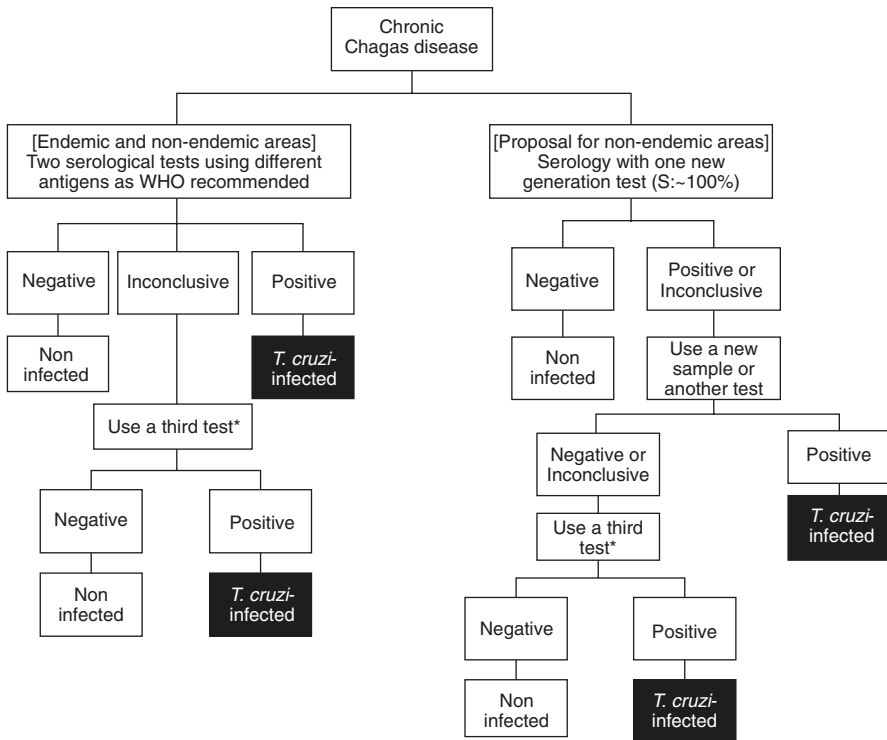 Chronic
Chagas disease
[Endemic and non-endemic areas]
Two serological tests using different
antigens as WHO recommended
[Proposal for non-endemic areas]
Serology with one new
generation test (S:~100%)
Negative
Inconclusive
Positive
Negative
Positive or
Inconclusive
Non
infected
T. cruzi-
infected
Non
infected
Use a new
sample or
another test
Use a third test*
Negative or
Inconclusive
Positive
Negative
Positive
Use a third
test*
T. cruzi-
infected
Non
infected
T. cruzi-
infected
Negative
Positive
Non
infected
T. cruzi-
infected